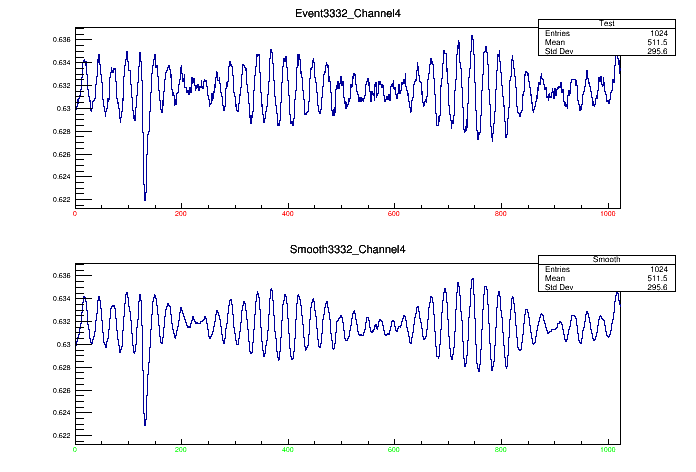 Event3332_Channel4
Test
Entries 1024
Mean 511.5
Std Dev 295.6
0.636
0.634
0.632
0.63
0.628
0.626
0.624
0.622
0 200 400 600 800 1000
Smooth3332_Channel4
Smooth
Entries 1024
Mean 511.5
Std Dev 295.6
0.636
0.634
0.632
0.63
0.628
0.626
0.624
0.622
0 200 400 600 800 1000